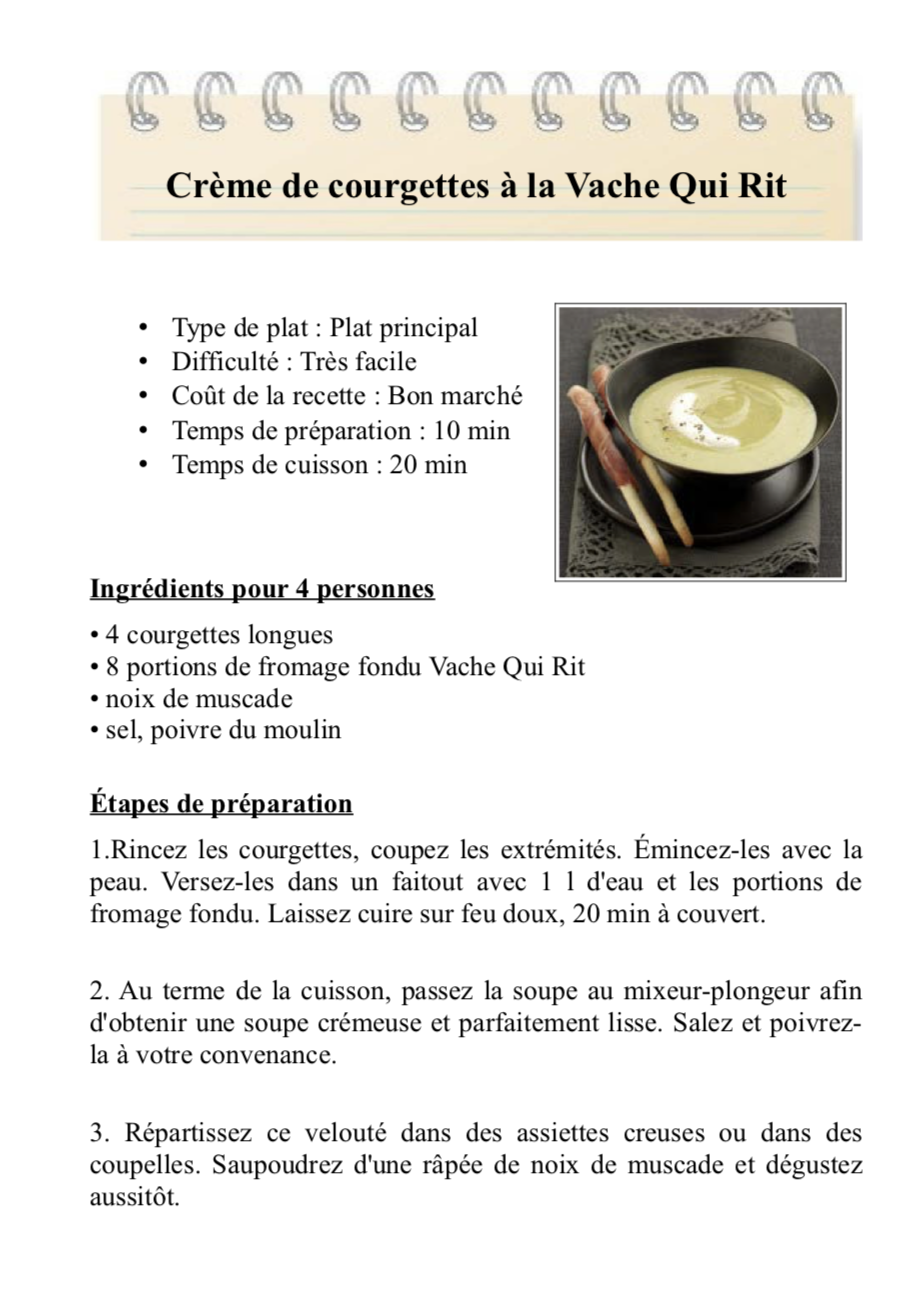 Crème de courgettes à la Vache Qui Rit
• Type de plat : Plat principal
• Difficulté : Très facile
• Coût de la recette : Bon marché
• Temps de préparation : 10 min
• Temps de cuisson : 20 min
Ingrédients pour 4 personnes
• 4 courgettes longues
• 8 portions de fromage fondu Vache Qui Rit
• noix de muscade
• sel, poivre du moulin
Étapes de préparation
1.Rincez les courgettes, coupez les extrémités. Émincez-les avec la
peau. Versez-les dans un faitout avec 1 l d'eau et les portions de
fromage fondu. Laissez cuire sur feu doux, 20 min à couvert.
2. Au terme de la cuisson, passez la soupe au mixeur-plongeur afin
d'obtenir une soupe crémeuse et parfaitement lisse. Salez et poivrez-
la à votre convenance.
3. Répartissez ce velouté dans des assiettes creuses ou dans des
coupelles. Saupoudrez d'une râpée de noix de muscade et dégustez
aussitôt.